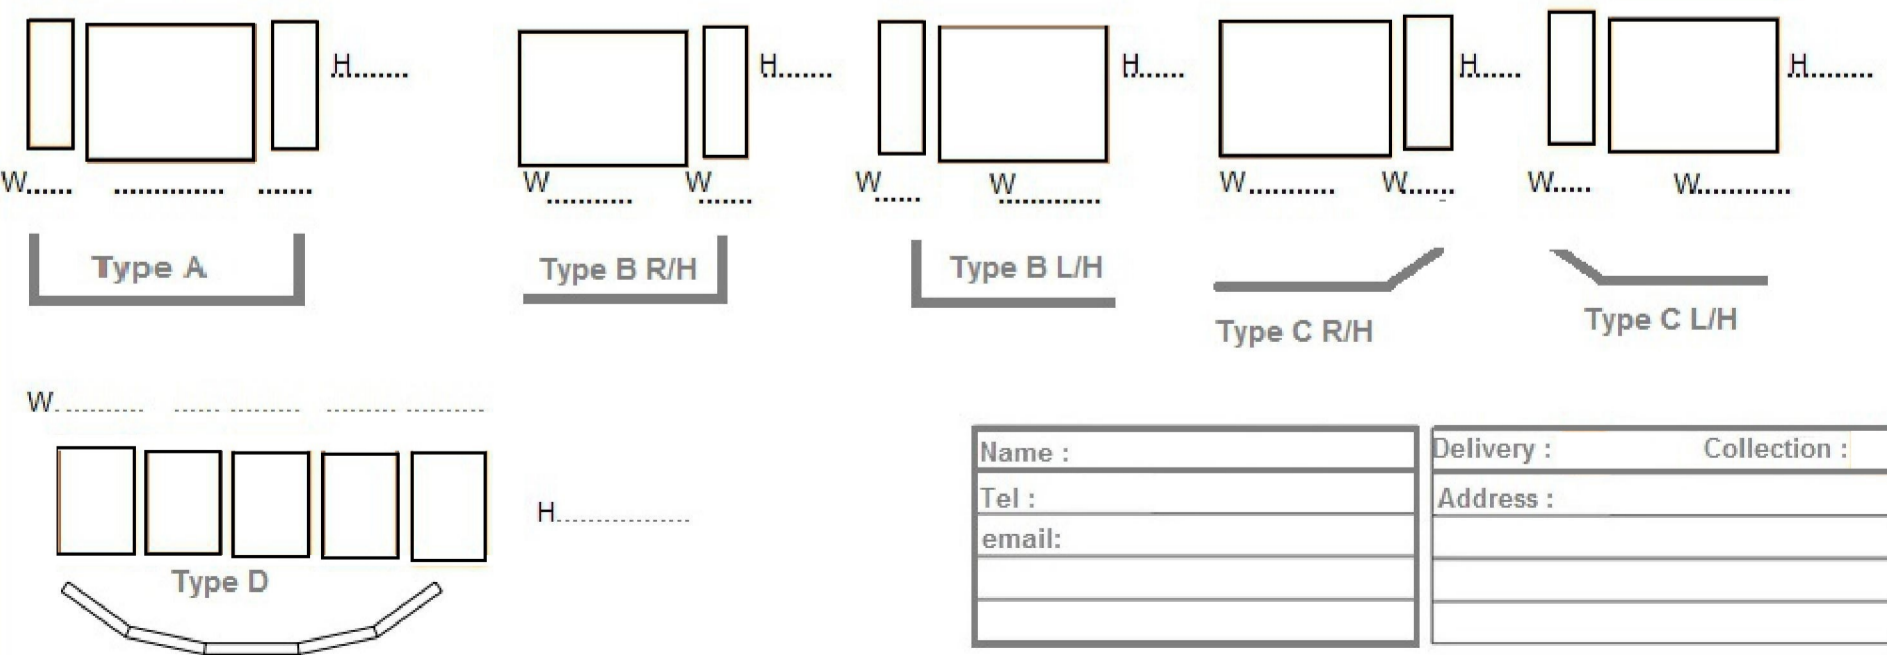 H........ H....... H...... H...... H.........
W...... ............. ....... W........... W....... W...... W............ W........... W...... W..... W............
Type A Type B R/H Type B L/H
Type C R/H Type C L/H
W. ............ ...... ......... ......... ..........
H..................
Type D
Name : Delivery : Collection :
Tel : Address :
email: